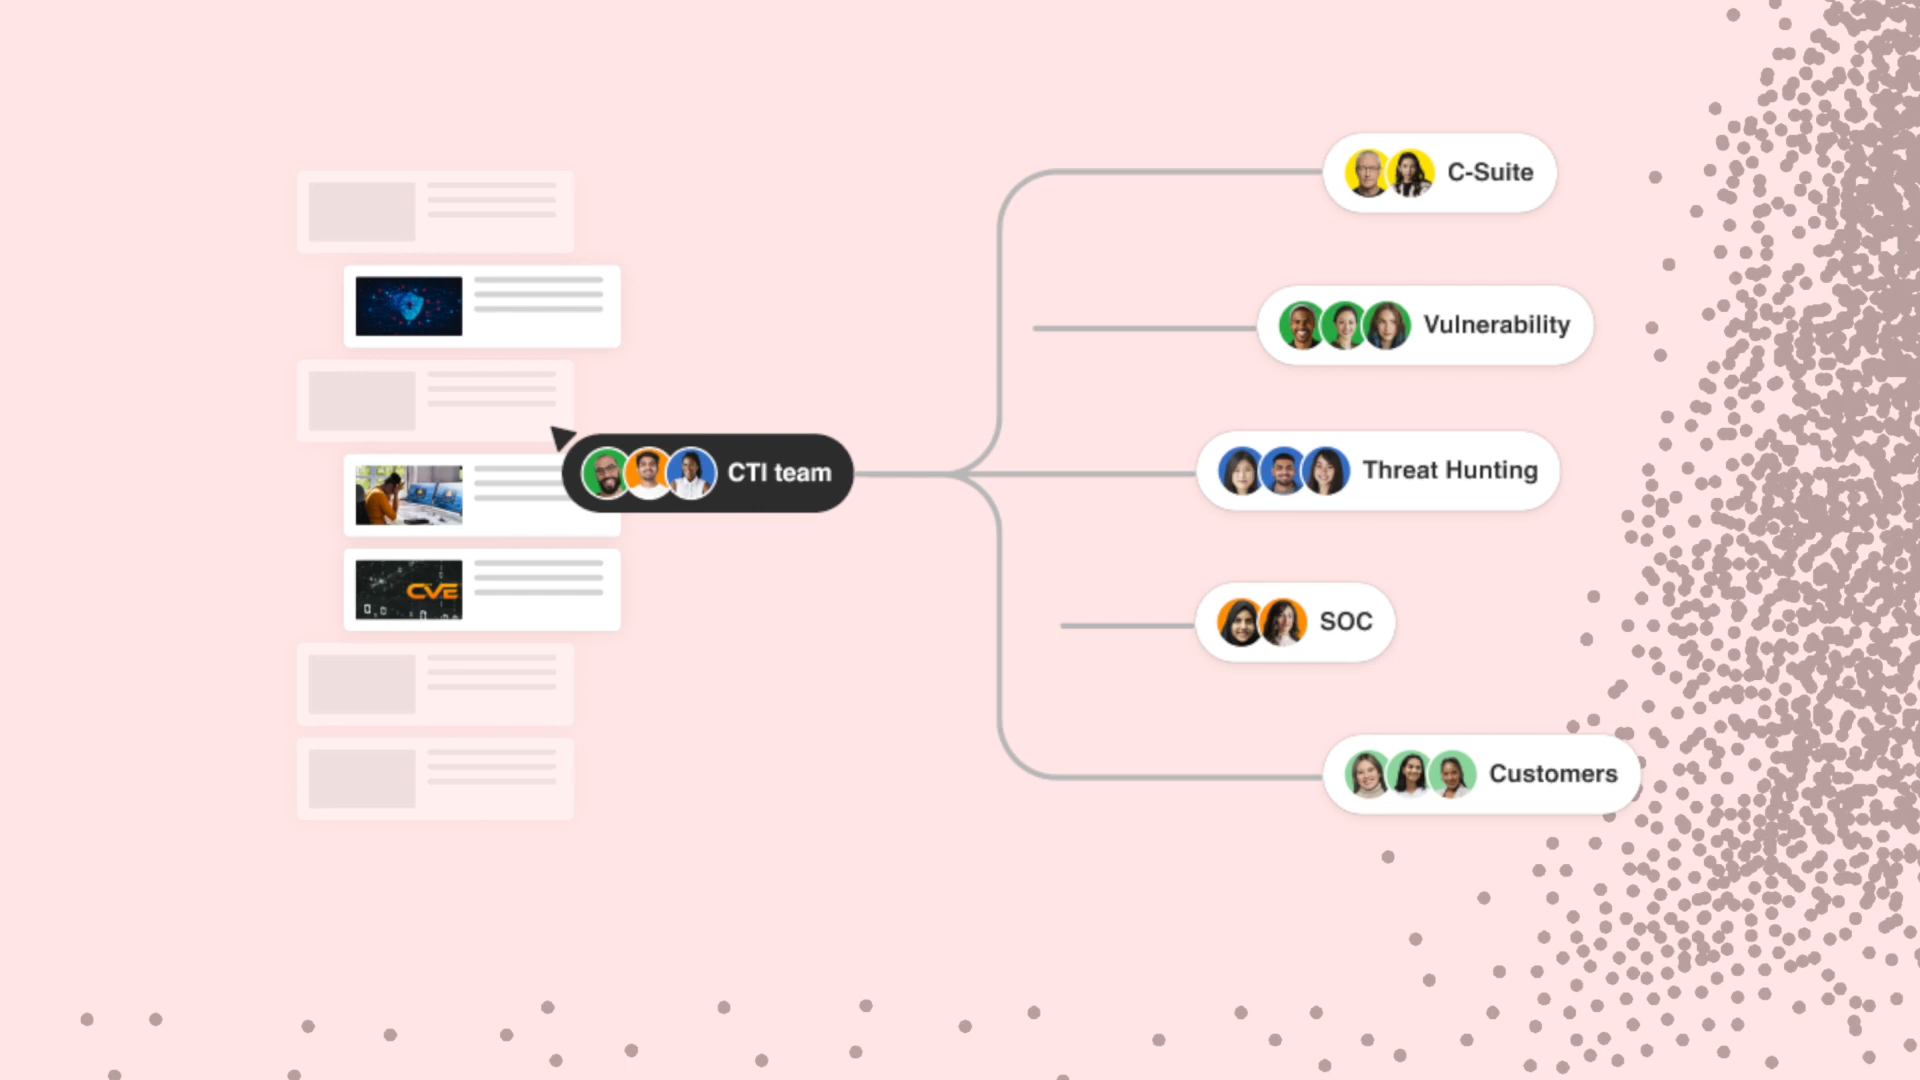 C-Suite
Vulnerability
CTI team
Threat Hunting
CVE
SOC
Customers